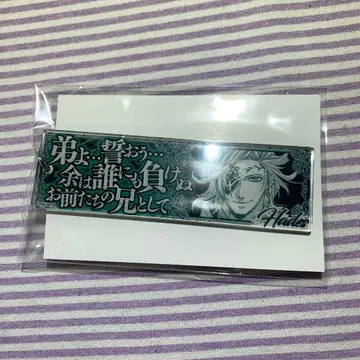 弟よ…誓おう…
余は誰にも負けぬ
お前たちの兄として
Hades